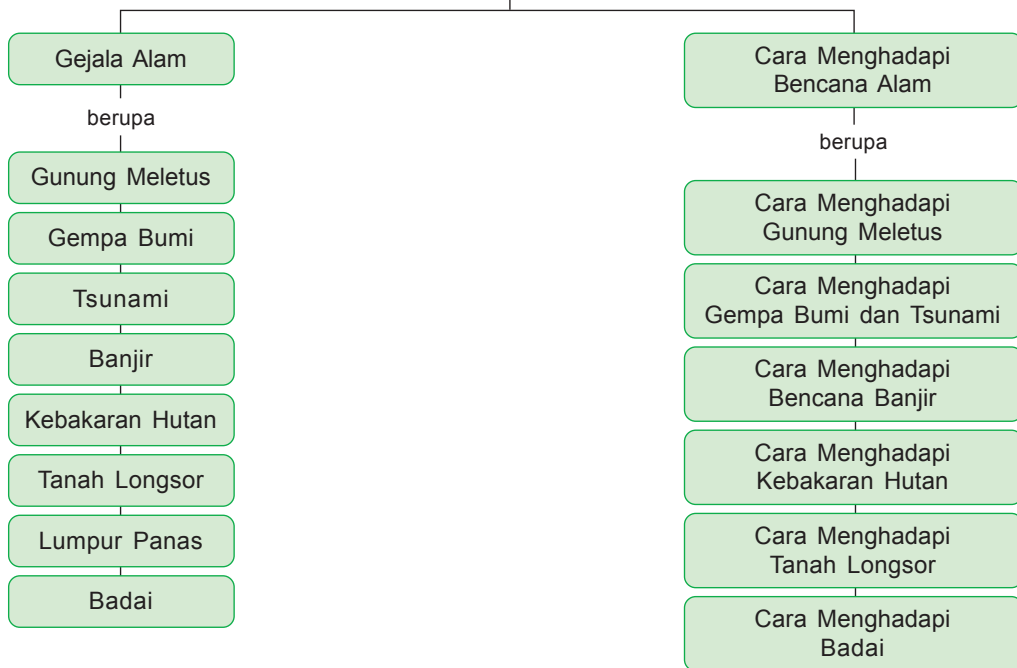 Gejala Alam
berupa
Gunung Meletus
Gempa Bumi
Tsunami
Banjir
Kebakaran Hutan
Tanah Longsor
Lumpur Panas
Badai
Cara Menghadapi
Bencana Alam
berupa
Cara Menghadapi
Gunung Meletus
Cara Menghadapi
Gempa Bumi dan Tsunami
Cara Menghadapi
Bencana Banjir
Cara Menghadapi
Kebakaran Hutan
Cara Menghadapi
Tanah Longsor
Cara Menghadapi
Badai